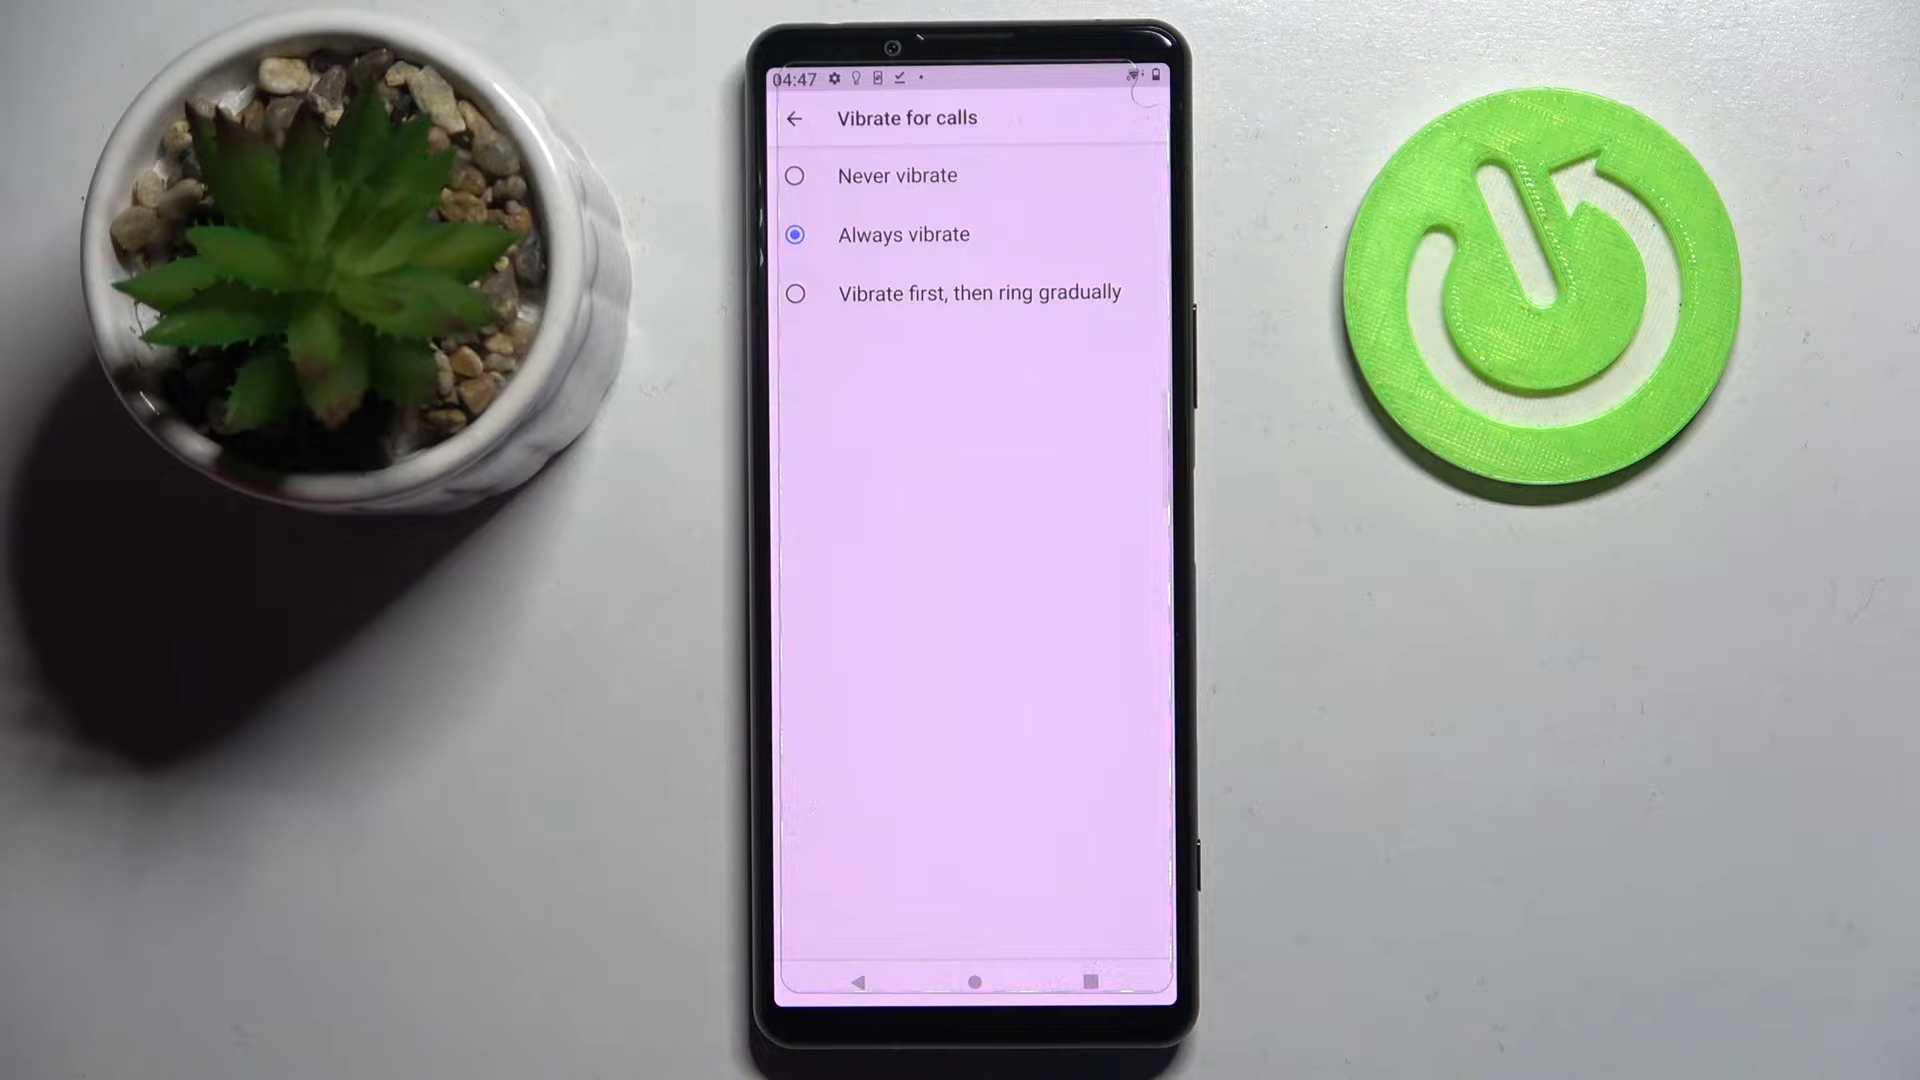 04:47
Vibrate for calls
Never vibrate
Always vibrate
Vibrate first, then ring gradually